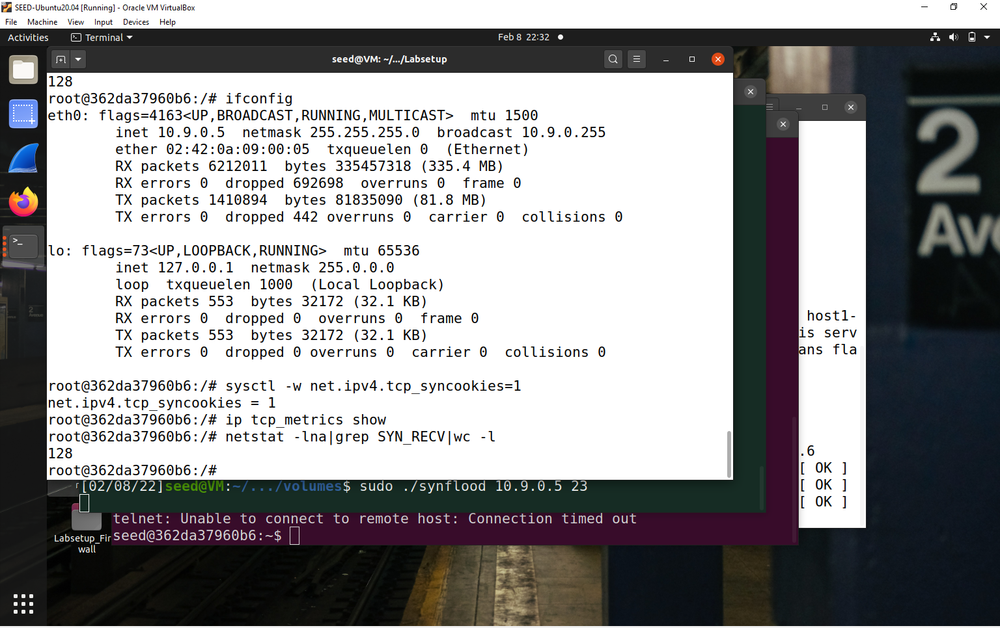 SEED-Ubuntu20.04 [Running] - Oracle VM VirtualBox
File Machine View Input Devices Help
Activities Terminal Feb 8 22:32
seed@VM: ~/.../Labsetup
128
root@362da37960b6:/# ifconfig
eth0: flags=4163<UP,BROADCAST,RUNNING,MULTICAST>  mtu 1500
inet 10.9.0.5  netmask 255.255.255.0  broadcast 10.9.0.255
ether 02:42:0a:09:00:05  txqueuelen 0  (Ethernet)
RX packets 6212011  bytes 335457318 (335.4 MB)
RX errors 0  dropped 692698  overruns 0  frame 0
TX packets 1410894  bytes 81835090 (81.8 MB)
TX errors 0  dropped 442 overruns 0  carrier 0  collisions 0
lo: flags=73<UP,LOOPBACK,RUNNING>  mtu 65536
inet 127.0.0.1  netmask 255.0.0.0
loop  txqueuelen 1000  (Local Loopback)
RX packets 553  bytes 32172 (32.1 KB)
RX errors 0  dropped 0  overruns 0  frame 0
TX packets 553  bytes 32172 (32.1 KB)
TX errors 0  dropped 0 overruns 0  carrier 0  collisions 0
root@362da37960b6:/# sysctl -w net.ipv4.tcp_syncookies=1
net.ipv4.tcp_syncookies = 1
root@362da37960b6:/# ip tcp_metrics show
root@362da37960b6:/# netstat -lna|grep SYN_RECV|wc -l
128
root@362da37960b6:/#
[02/08/22]seed@VM:~/.../volumes$ sudo ./synflood 10.9.0.5 23
telnet: Unable to connect to remote host: Connection timed out
seed@362da37960b6:~$
host1-
is serv
ans fla
.6
[ OK ]
[ OK ]
[ OK ]
Labsetup_Fir
wall
2
Ave
2
Avenue